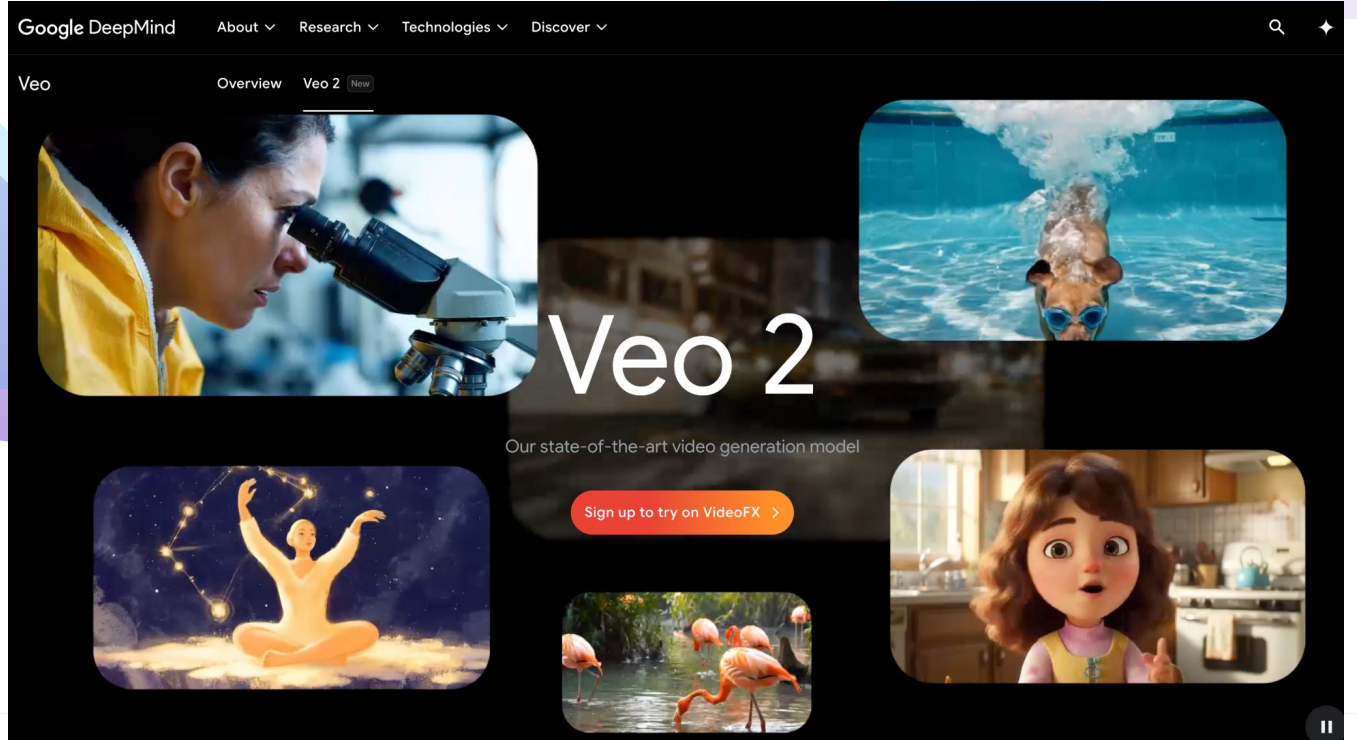 Google DeepMind About Research Technologies Discover
Veo Overview Veo 2 New
Veo 2
Our state-of-the-art video generation model
Sign up to try on VideoFX